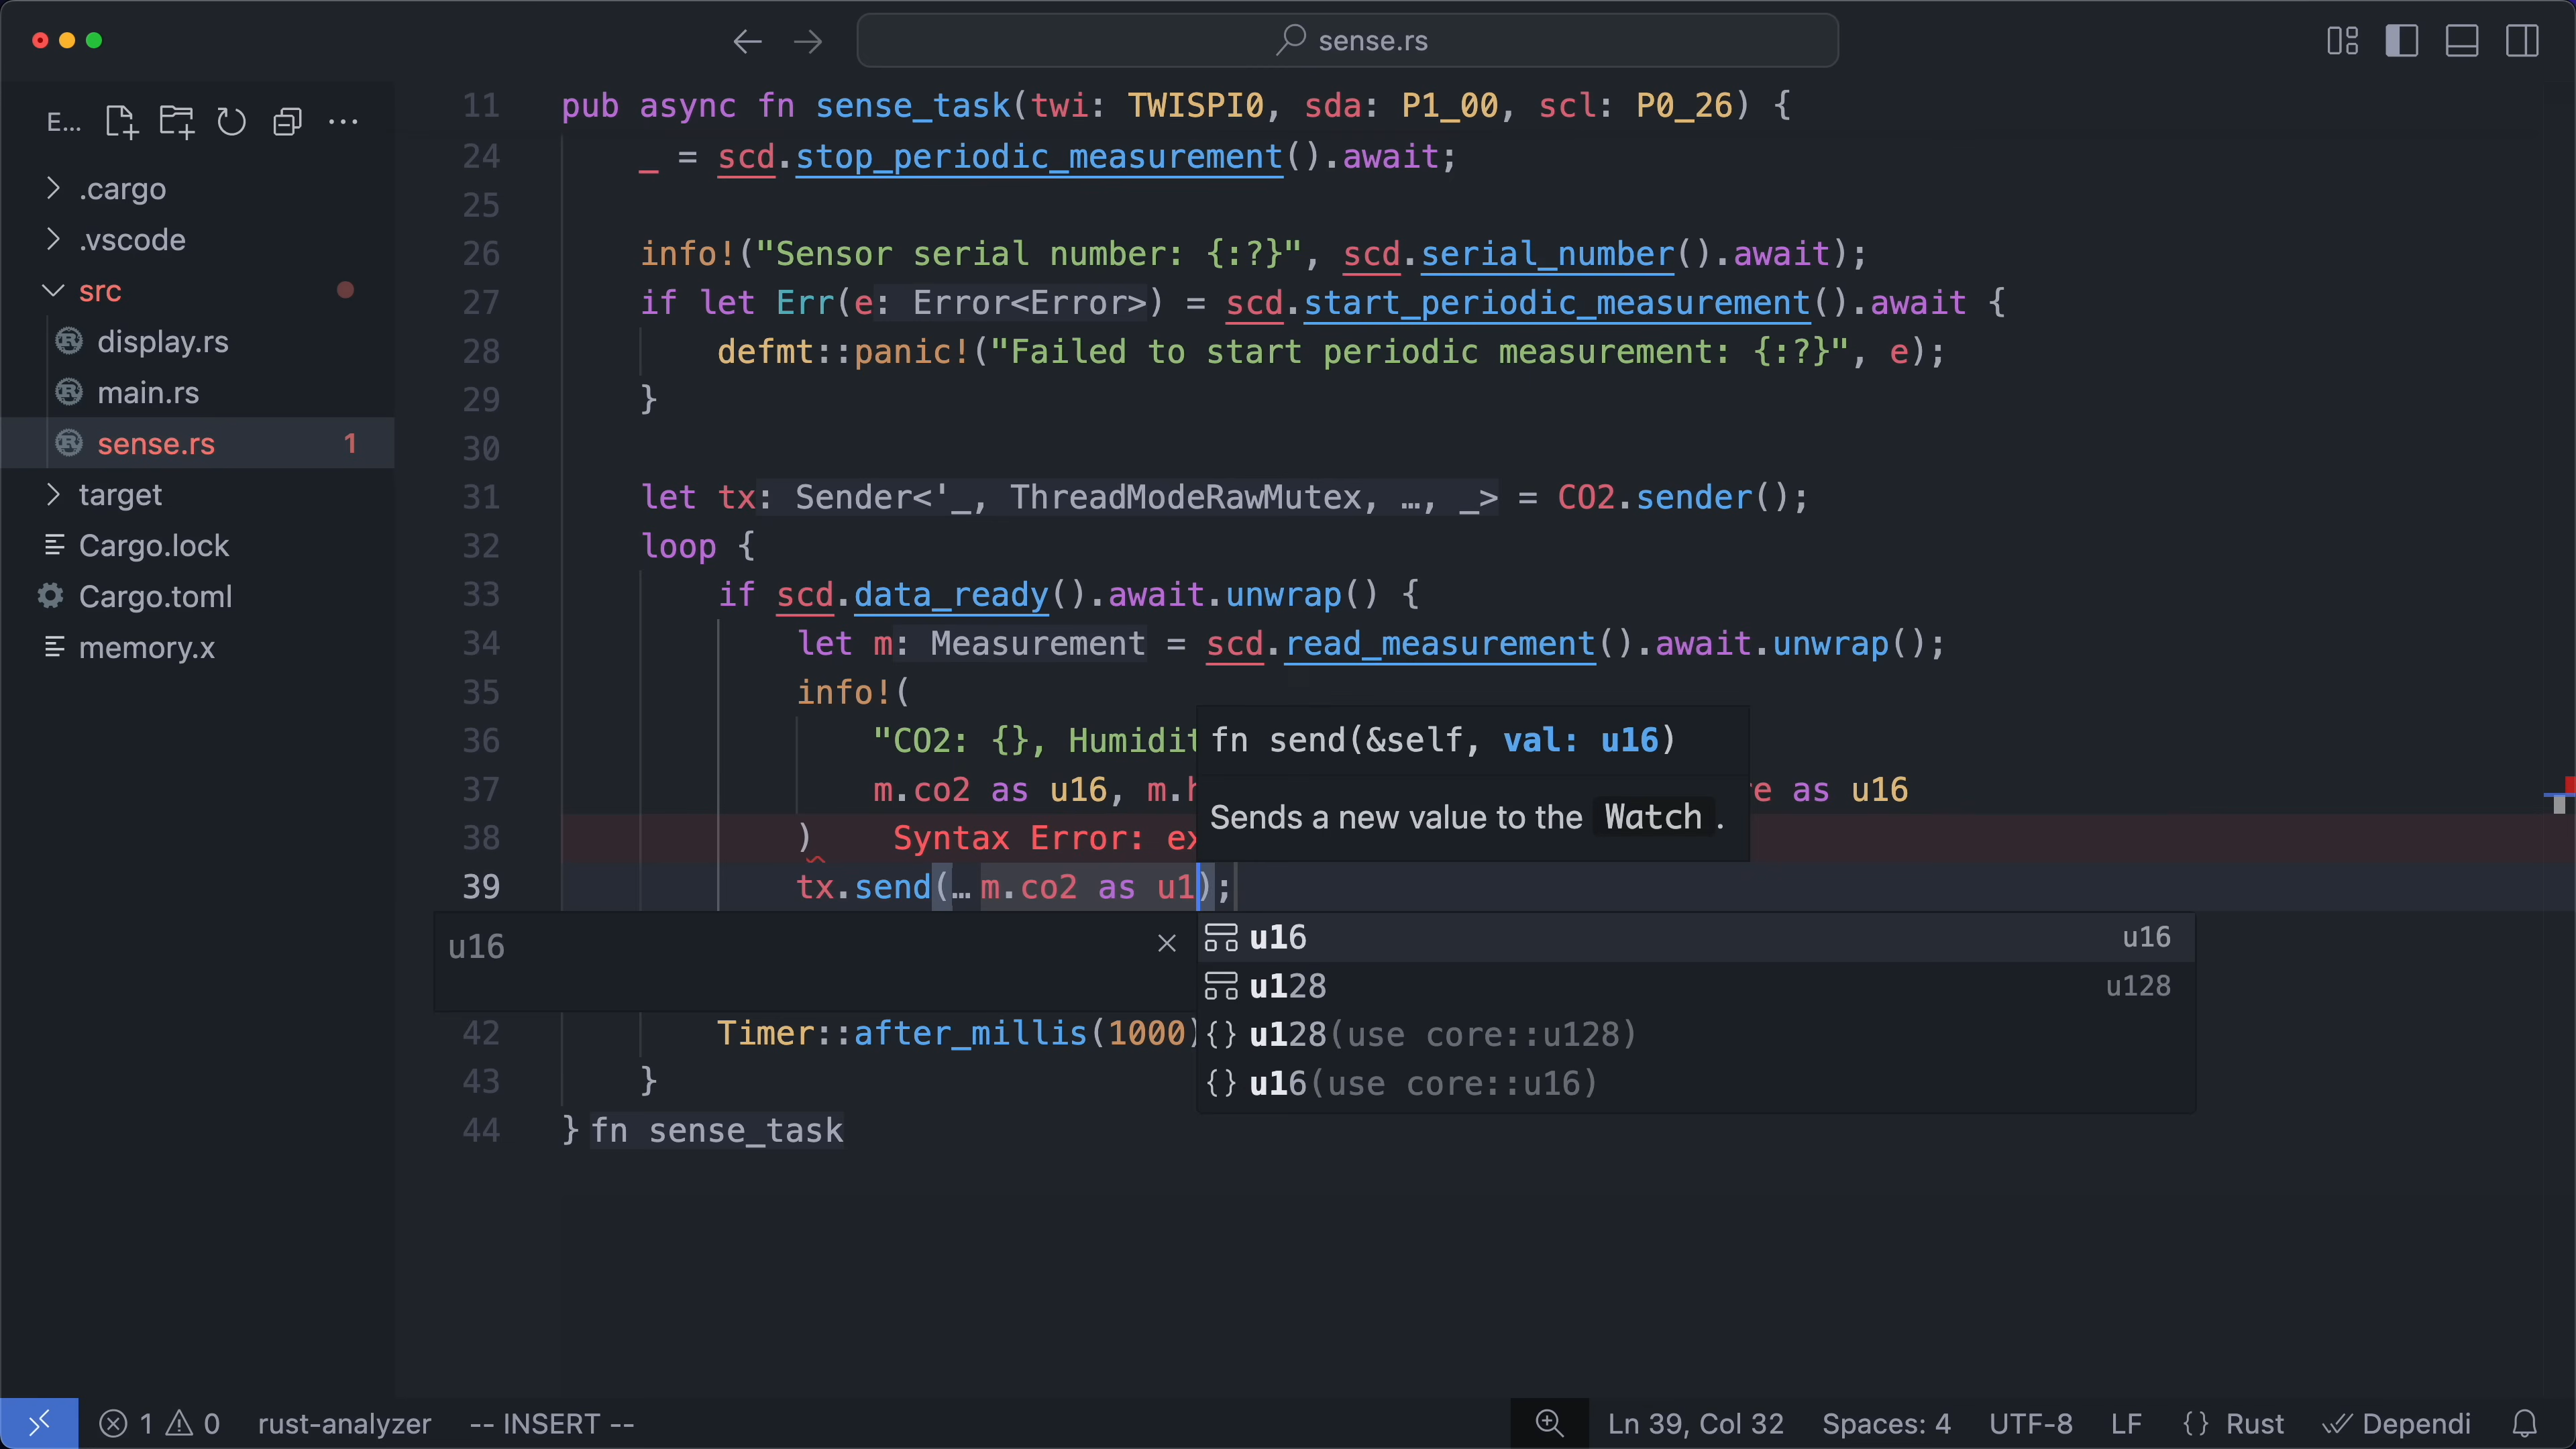 sense.rs
E...
.cargo
.vscode
src
display.rs
main.rs
sense.rs 1
target
Cargo.lock
Cargo.toml
memory.x
11 pub async fn sense_task(twi: TWISPI0, sda: P1_00, scl: P0_26) {
24 _ = scd.stop_periodic_measurement().await;
25
26 info!("Sensor serial number: {:?}", scd.serial_number().await);
27 if let Err(e: Error<Error>) = scd.start_periodic_measurement().await {
28 defmt::panic!("Failed to start periodic measurement: {:?}", e);
29 }
30
31 let tx: Sender<'_, ThreadModeRawMutex, …, _> = CO2.sender();
32 loop {
33 if scd.data_ready().await.unwrap() {
34 let m: Measurement = scd.read_measurement().await.unwrap();
35 info!(
36 "CO2: {},
fn send(&self, val: u16)
37 m.co2 as u16, as u16
Sends a new value to the Watch.
38 ) Syntax Error:
39 tx.send(… m.co2 as u1);
u16
u16 u16
u128 u128
u128(use core::u128)
u16(use core::u16)
42 Timer::after_millis(1000)
43 }
44 } fn sense_task
1 0 rust-analyzer -- INSERT -- Ln 39, Col 32 Spaces: 4 UTF-8 LF {} Rust Dependi